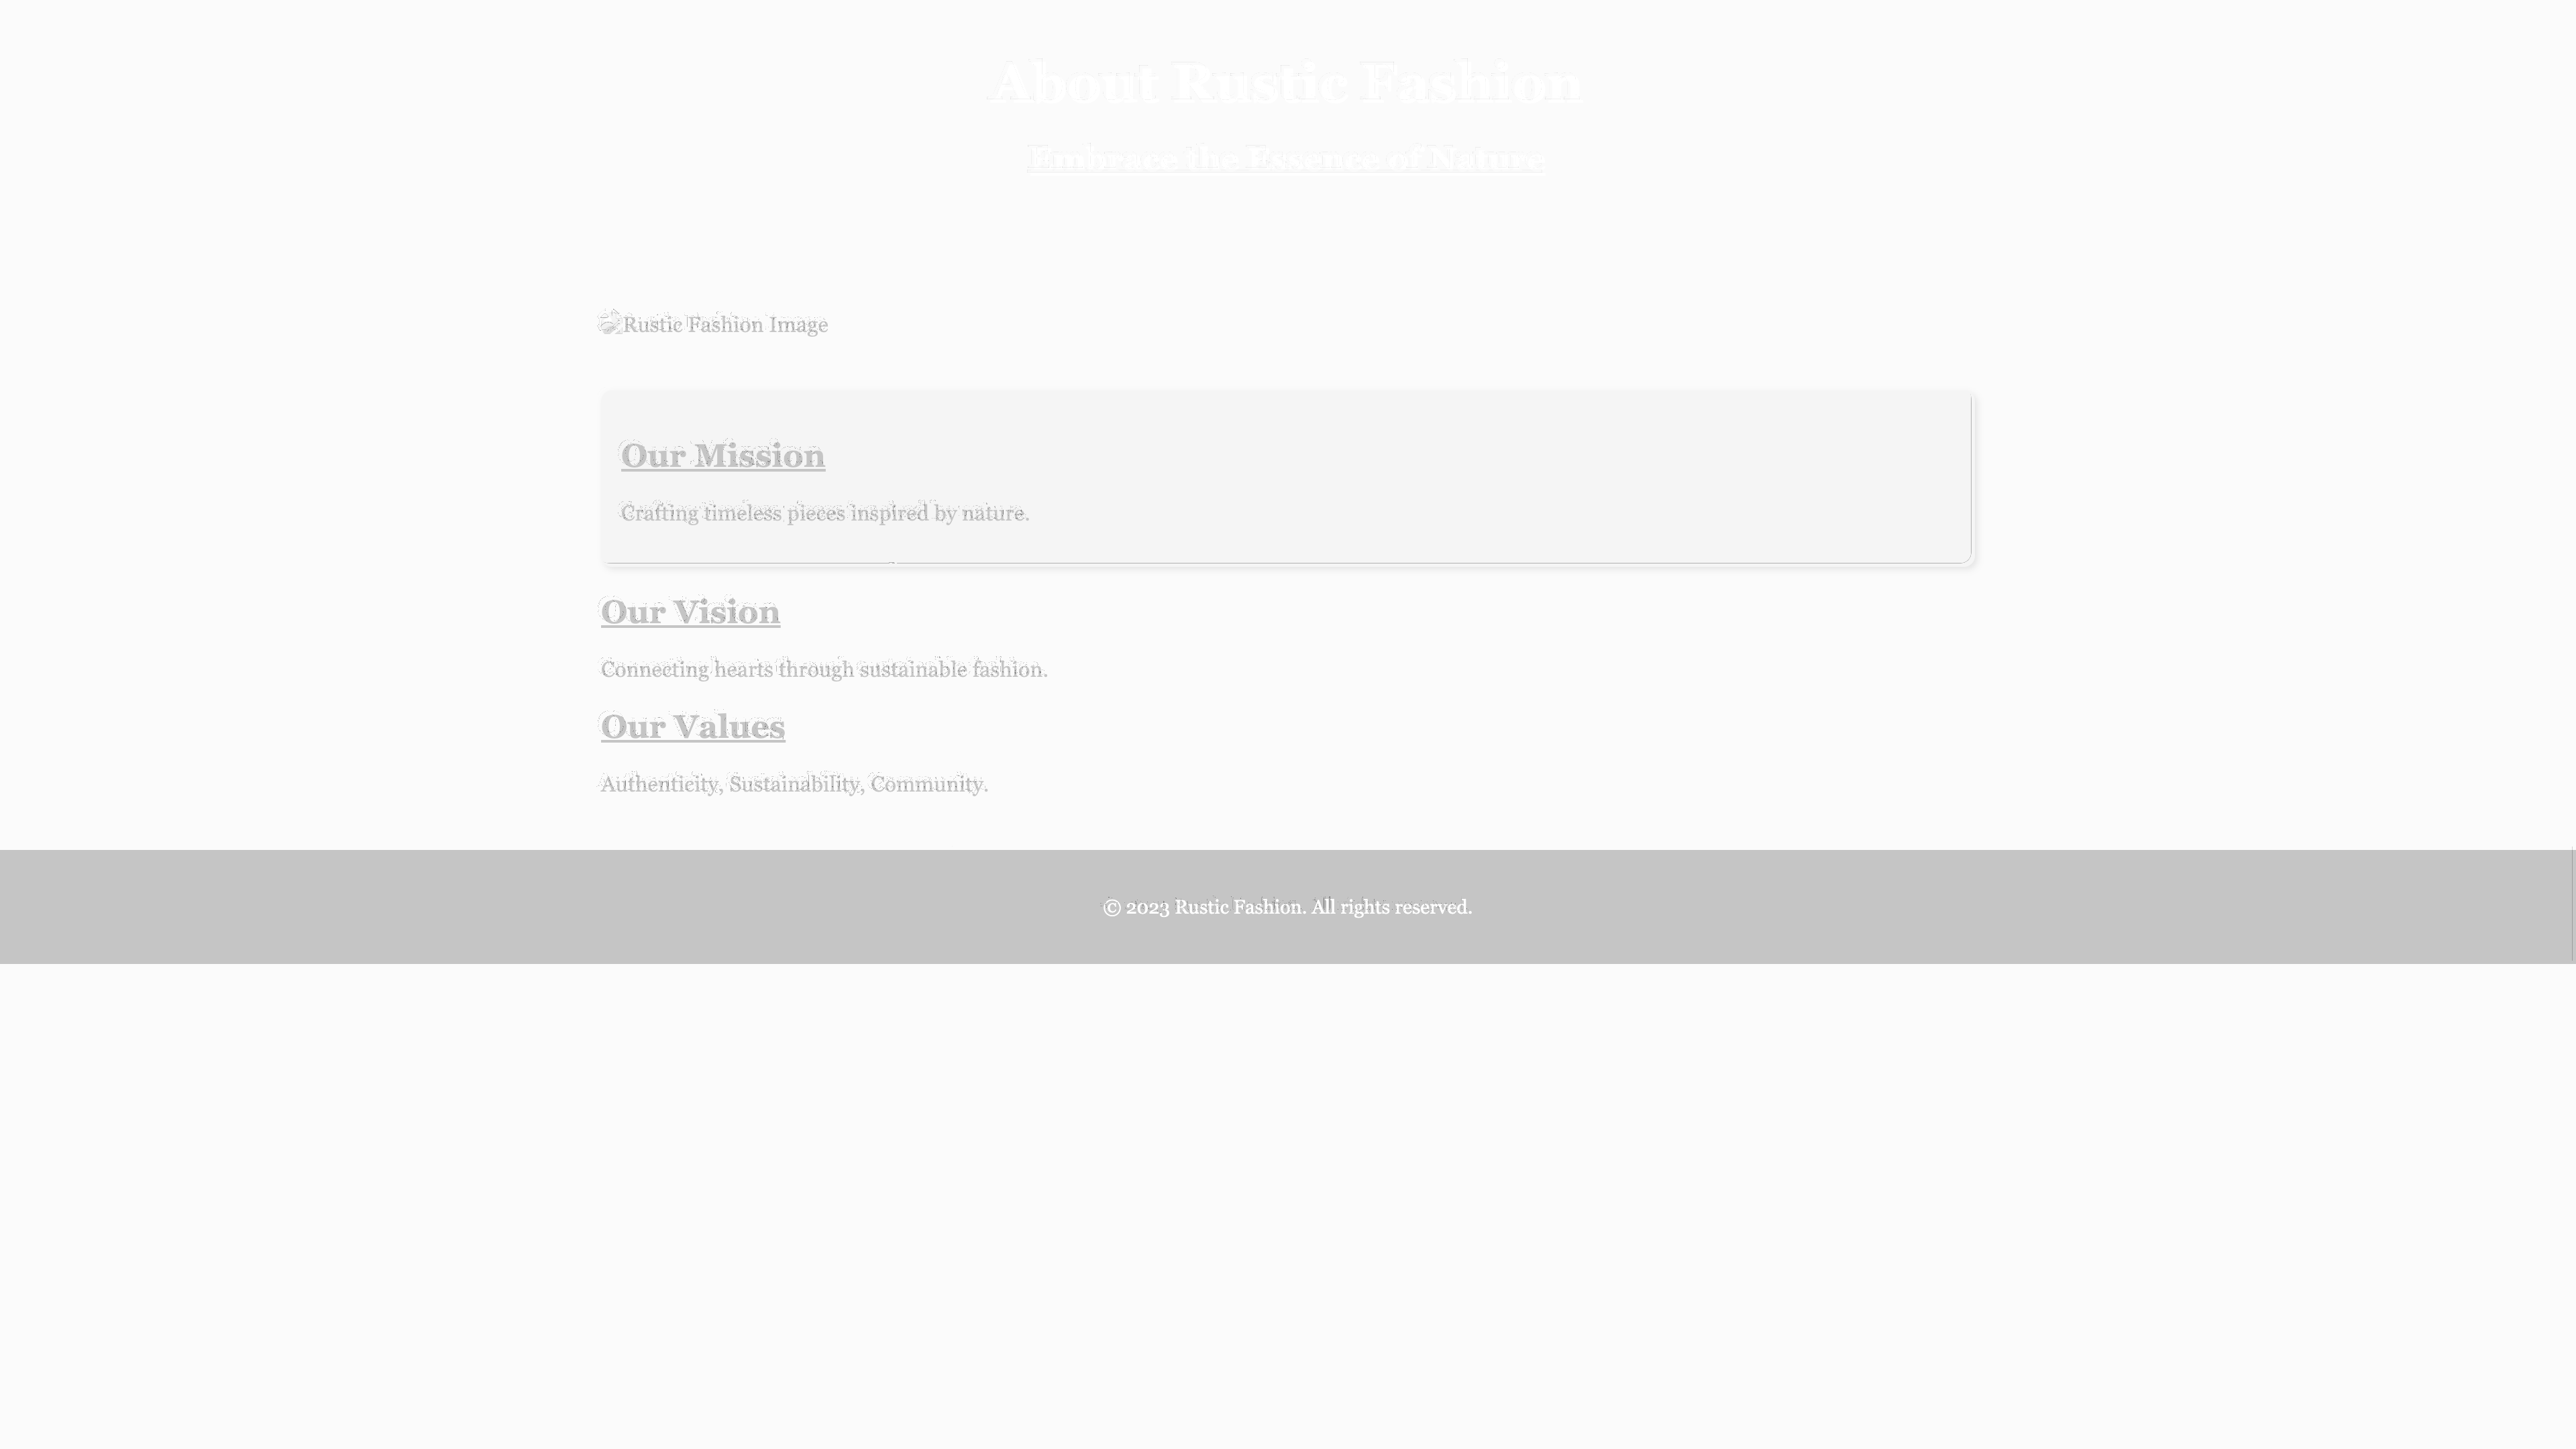 About Rustic Fashion
Embrace the Essence of Nature
Rustic Fashion Image
Our Mission
Crafting timeless pieces inspired by nature.
Our Vision
Connecting hearts through sustainable fashion.
Our Values
Authenticity, Sustainability, Community.
© 2023 Rustic Fashion. All rights reserved.